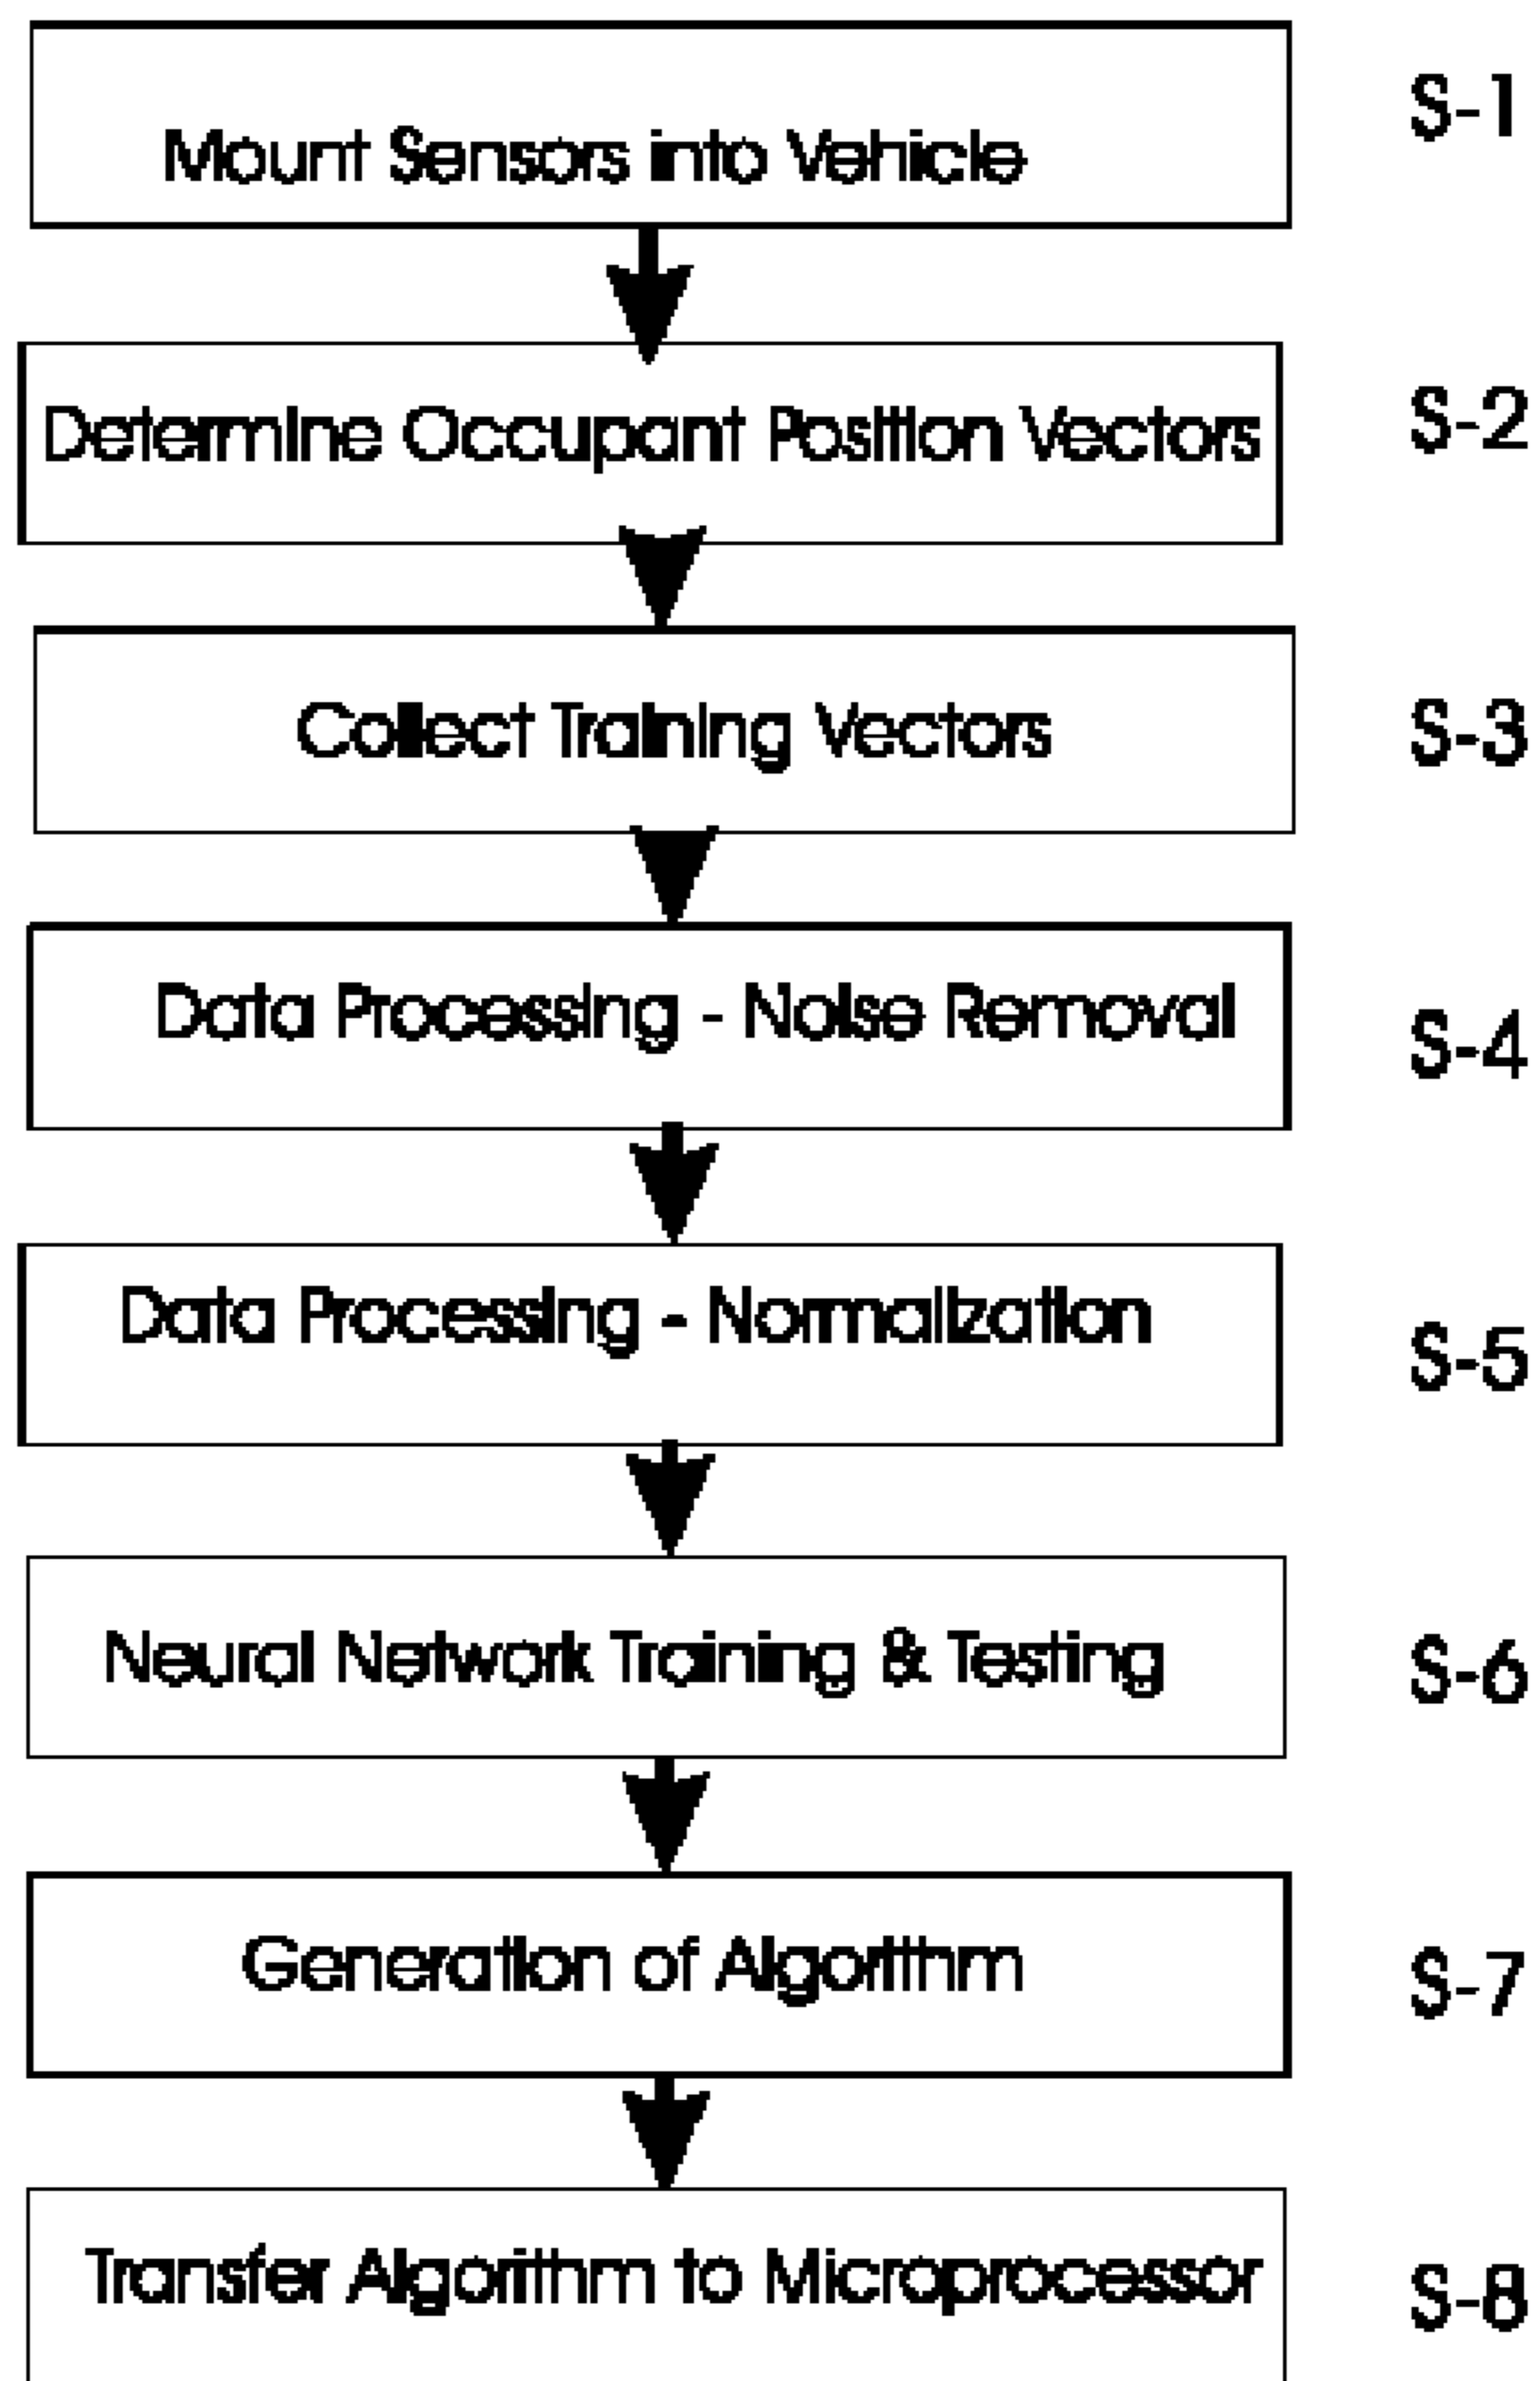 Mount Sensors into Vehicle
S-1
Determine Occupant Position Vectors
S-2
Collect Training Vectors
S-3
Data Processing - Noise Removal
S-4
Data Processing - Normalization
S-5
Neural Network Training & Testing
S-6
Generation of Algorithm
S-7
Transfer Algorithm to Microprocessor
S-8